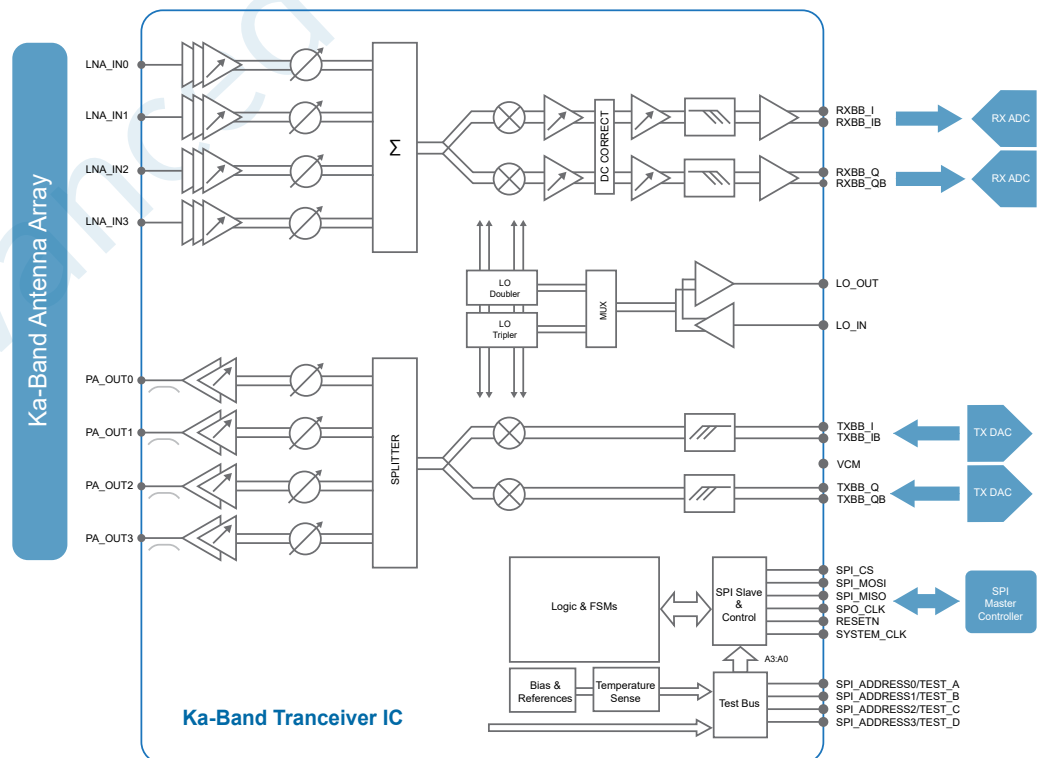 Ka-Band Antenna Array
LNA_IN0
LNA_IN1
LNA_IN2
LNA_IN3
Σ
DC CORRECT
RXBB_I
RXBB_IB
RX ADC
RXBB_Q
RXBB_QB
RX ADC
LO
Doubler
LO
Tripler
MUX
LO_OUT
LO_IN
PA_OUT0
PA_OUT1
PA_OUT2
PA_OUT3
SPLITTER
TXBB_I
TXBB_IB
TX DAC
VCM
TXBB_Q
TXBB_QB
TX DAC
Logic & FSMs
SPI Slave
&
Control
SPI_CS
SPI_MOSI
SPI_MISO
SPO_CLK
RESETN
SYSTEM_CLK
SPI
Master
Controller
A3:A0
Bias &
References
Temperature
Sense
Test Bus
SPI_ADDRESS0/TEST_A
SPI_ADDRESS1/TEST_B
SPI_ADDRESS2/TEST_C
SPI_ADDRESS3/TEST_D
Ka-Band Tranceiver IC